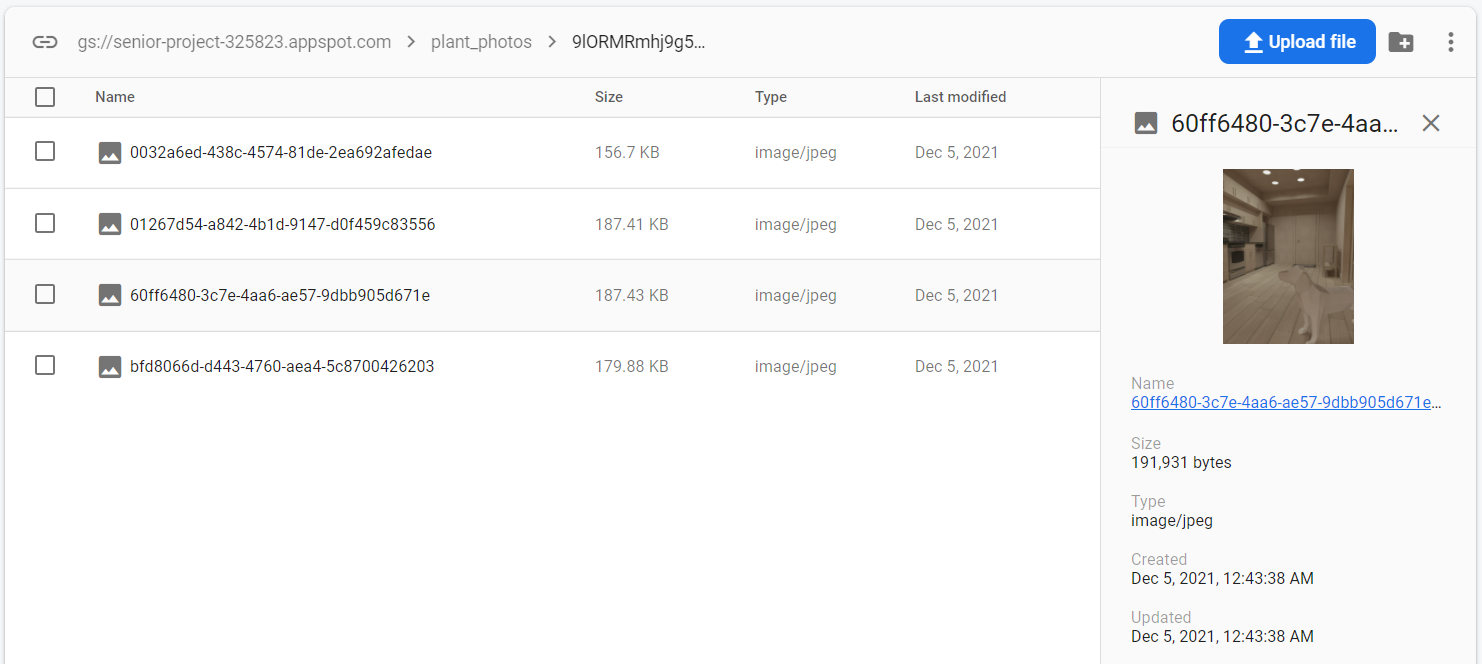 gs://senior-project-325823.appspot.com > plant_photos > 9lORMRmhj9g5...
Upload file
Name Size Type Last modified
0032a6ed-438c-4574-81de-2ea692afedae 156.7 KB image/jpeg Dec 5, 2021
01267d54-a842-4b1d-9147-d0f459c83556 187.41 KB image/jpeg Dec 5, 2021
60ff6480-3c7e-4aa6-ae57-9dbb905d671e 187.43 KB image/jpeg Dec 5, 2021
bfd8066d-d443-4760-aea4-5c8700426203 179.88 KB image/jpeg Dec 5, 2021
60ff6480-3c7e-4aa...
Name
60ff6480-3c7e-4aa6-ae57-9dbb905d671e...
Size
191,931 bytes
Type
image/jpeg
Created
Dec 5, 2021, 12:43:38 AM
Updated
Dec 5, 2021, 12:43:38 AM